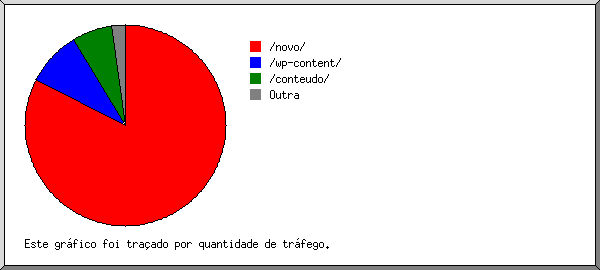 /novo/
/wp-content/
/conteudo/
Outra
Este gráfico foi traçado por quantidade de tráfego.